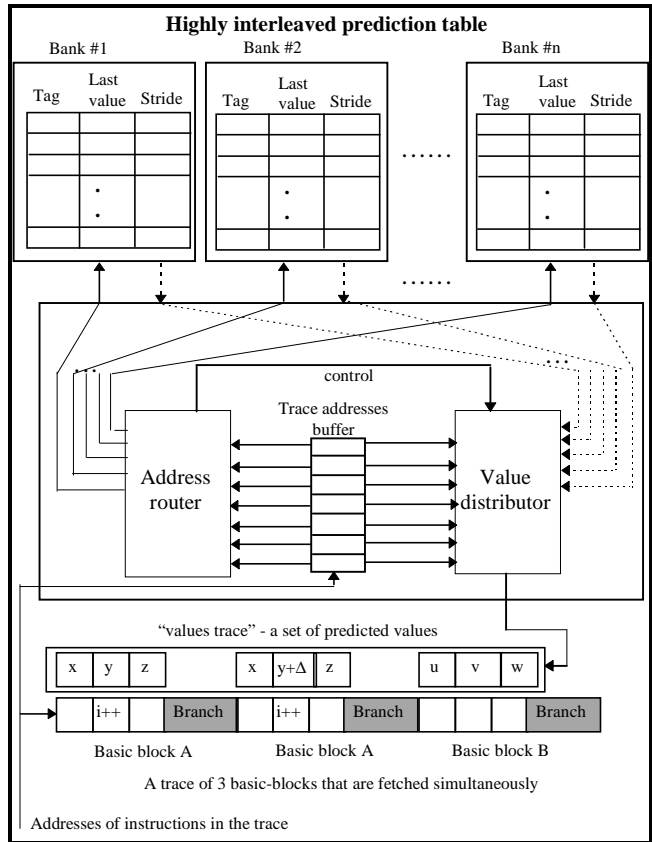 Highly interleaved prediction table
Bank #1 Bank #2 Bank #n
Tag Last value Stride Tag Last value Stride Tag Last value Stride
......
......
...
...
control
Trace addresses buffer
Address router
Value distributor
“values trace” - a set of predicted values
x y z x y+Δ z u v w
i++ Branch i++ Branch Branch
Basic block A Basic block A Basic block B
A trace of 3 basic-blocks that are fetched simultaneously
Addresses of instructions in the trace